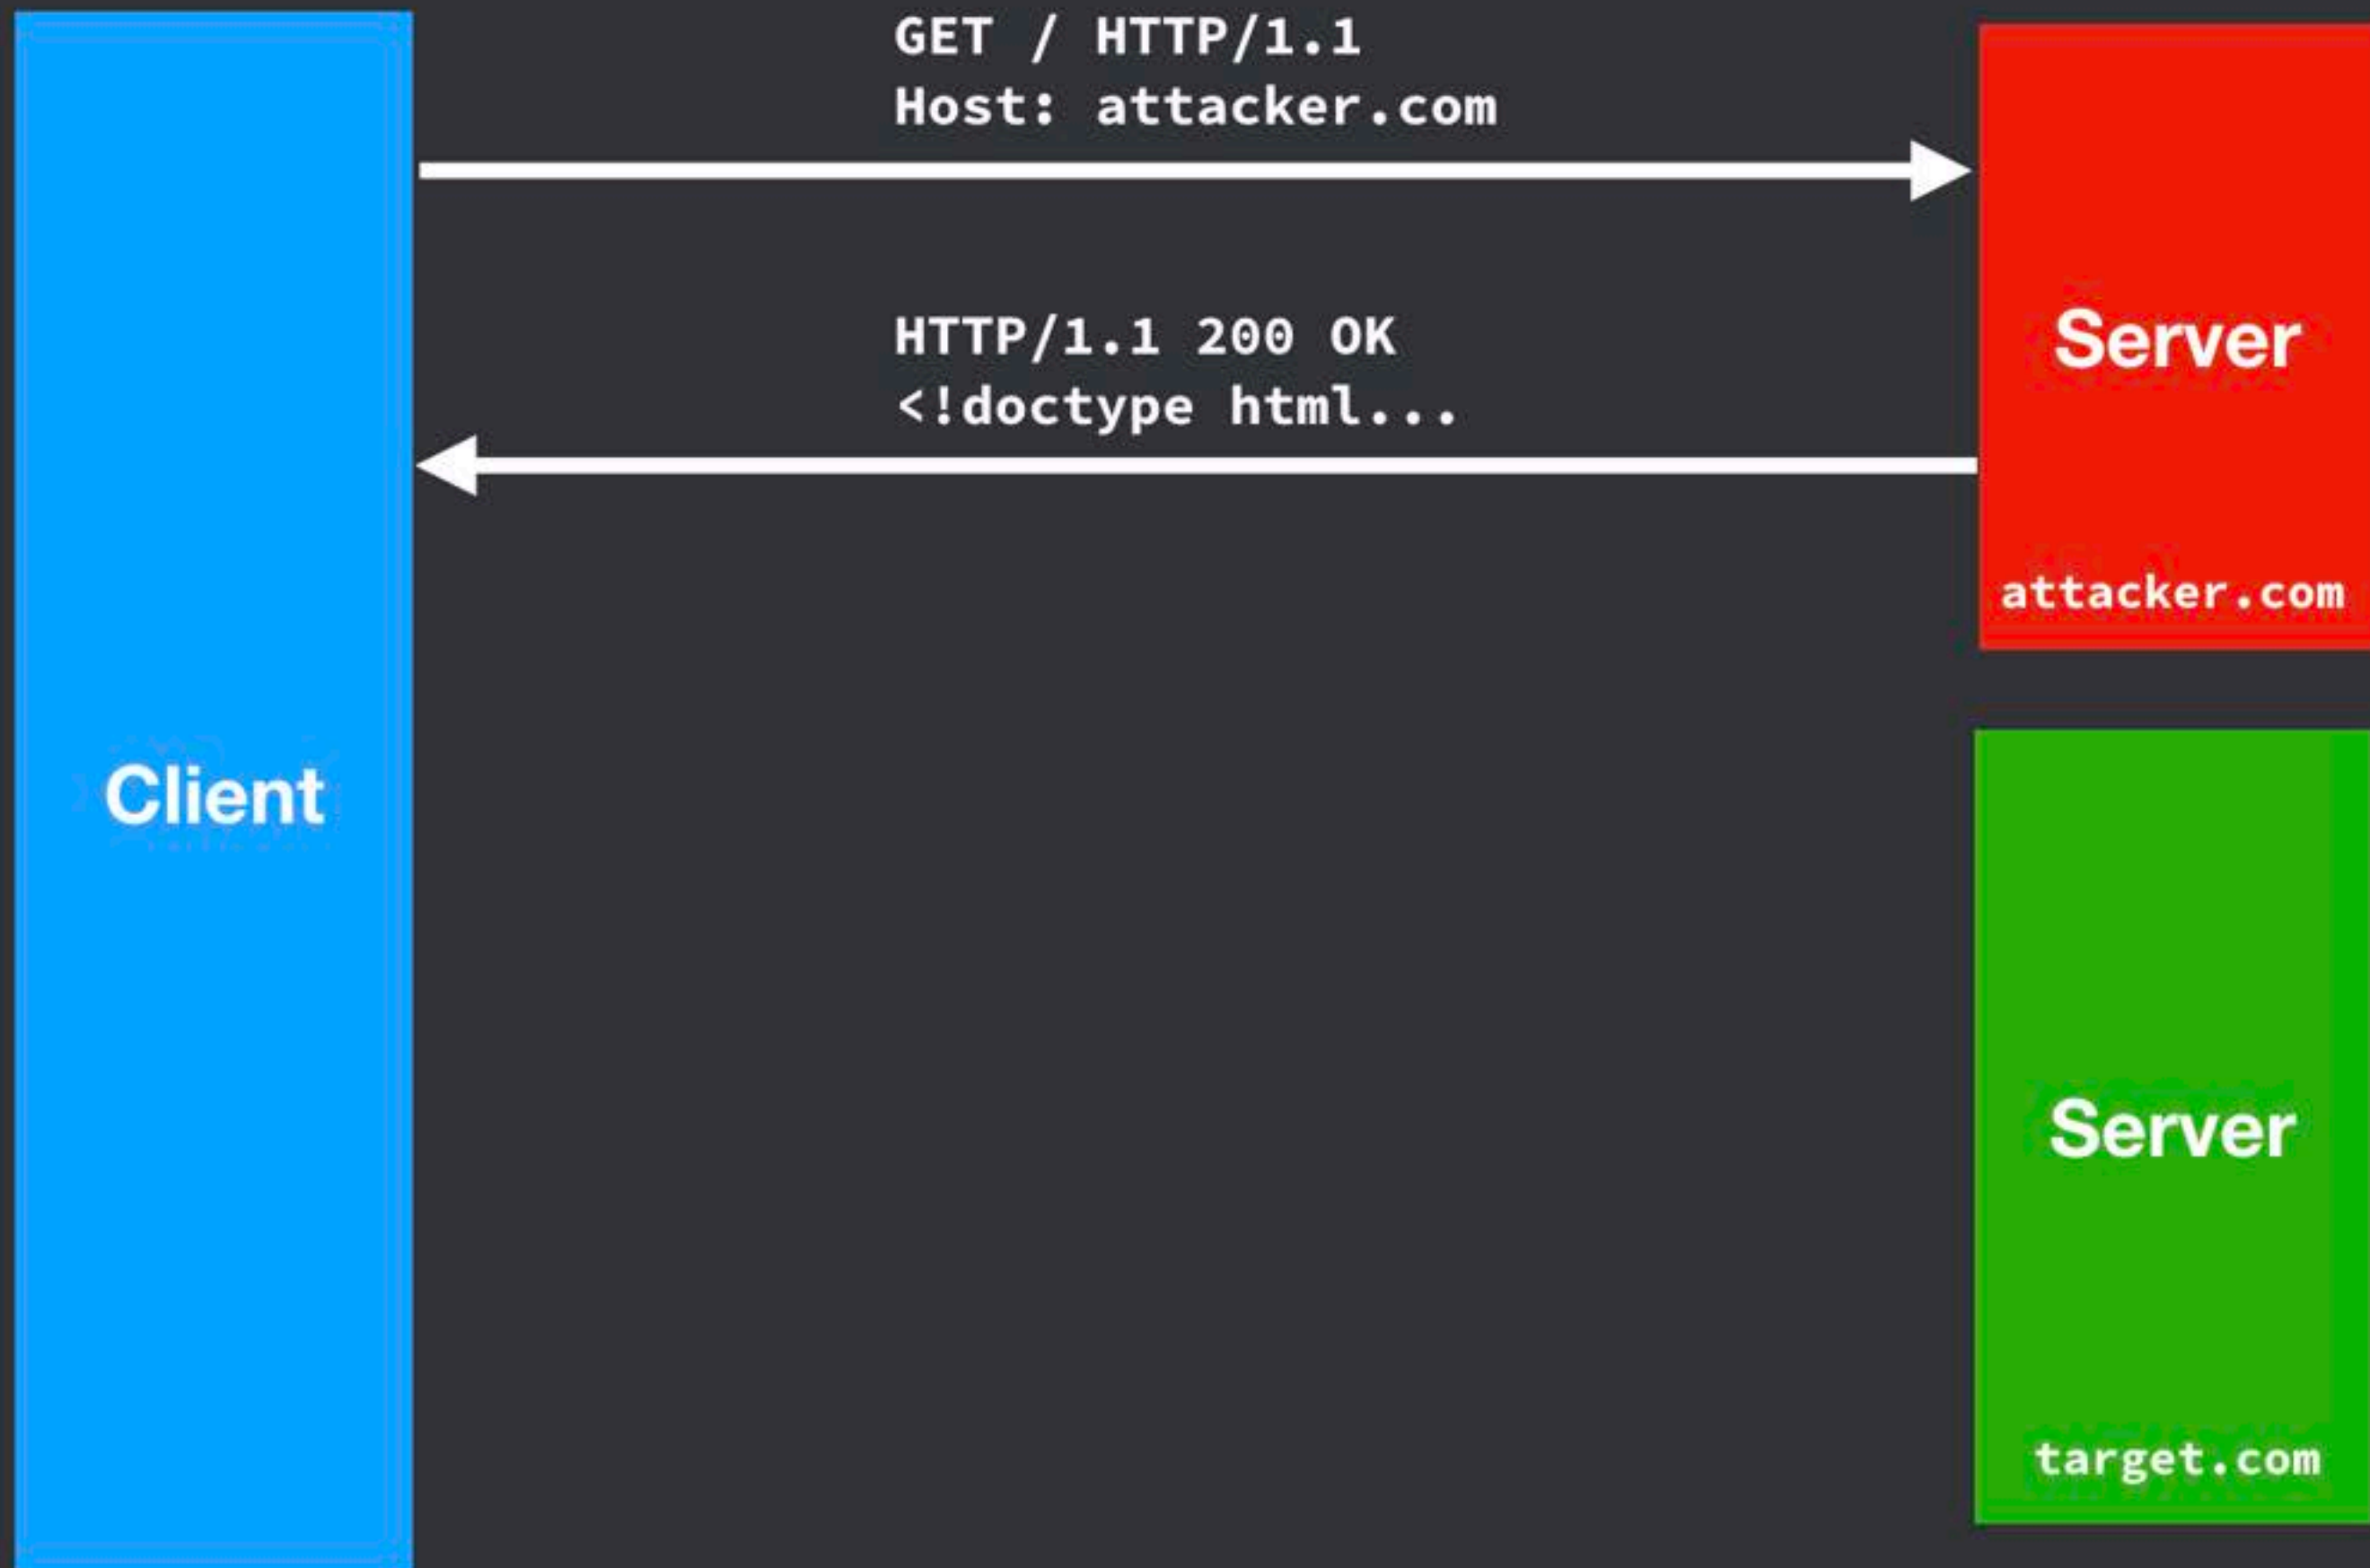 GET / HTTP/1.1
Host: attacker.com
HTTP/1.1 200 OK
<!doctype html...
Client
Server
attacker.com
Server
target.com